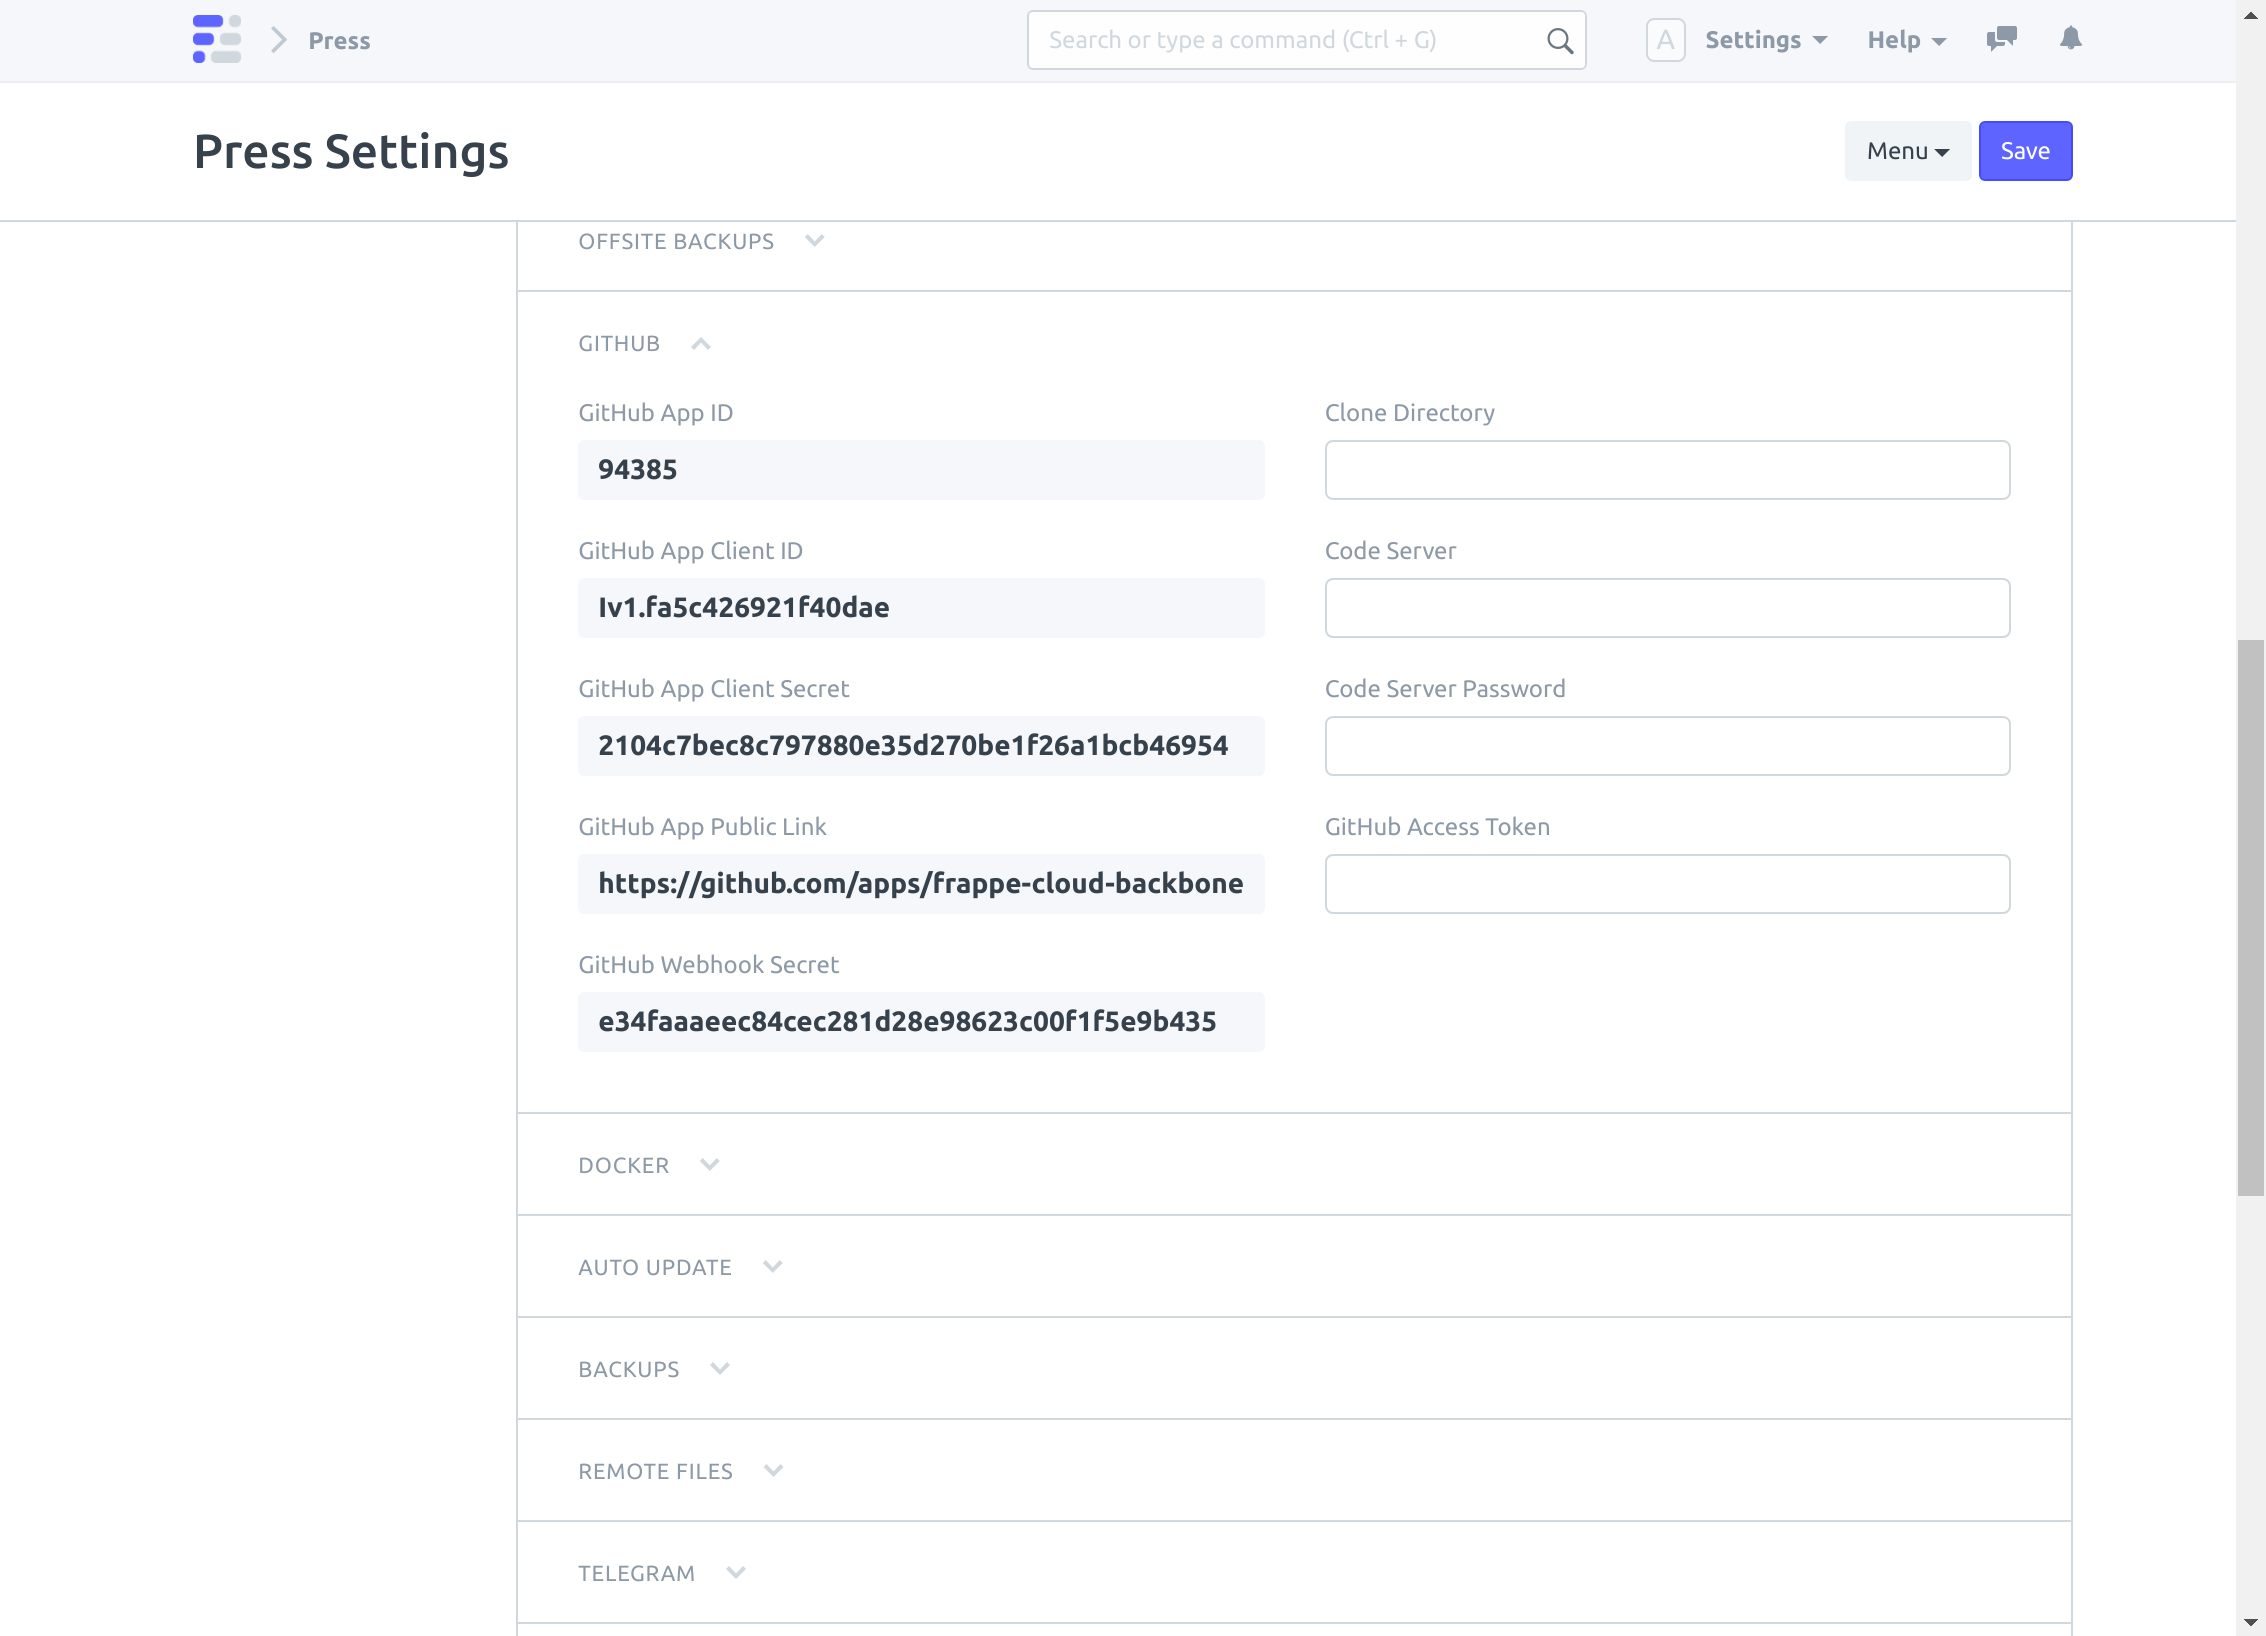 Press
Search or type a command (Ctrl + G)
A
Settings
Help
Press Settings
Menu
Save
OFFSITE BACKUPS
GITHUB
GitHub App ID
94385
GitHub App Client ID
Iv1.fa5c426921f40dae
GitHub App Client Secret
2104c7bec8c797880e35d270be1f26a1bcb46954
GitHub App Public Link
https://github.com/apps/frappe-cloud-backbone
GitHub Webhook Secret
e34faaaeec84cec281d28e98623c00f1f5e9b435
Clone Directory
Code Server
Code Server Password
GitHub Access Token
DOCKER
AUTO UPDATE
BACKUPS
REMOTE FILES
TELEGRAM